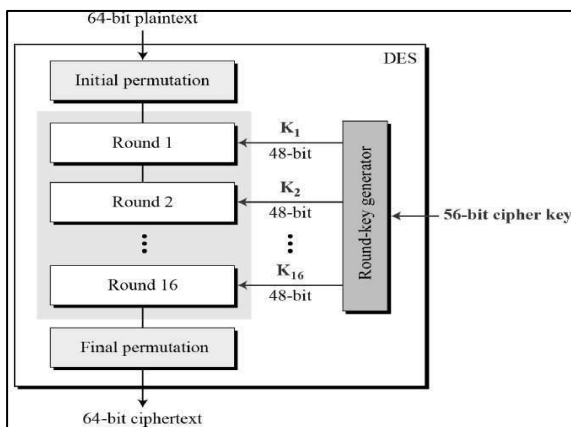 64-bit plaintext
DES
Initial permutation
Round 1
K1
48-bit
Round 2
K2
48-bit
Round-key generator
56-bit cipher key
Round 16
K16
48-bit
Final permutation
64-bit ciphertext